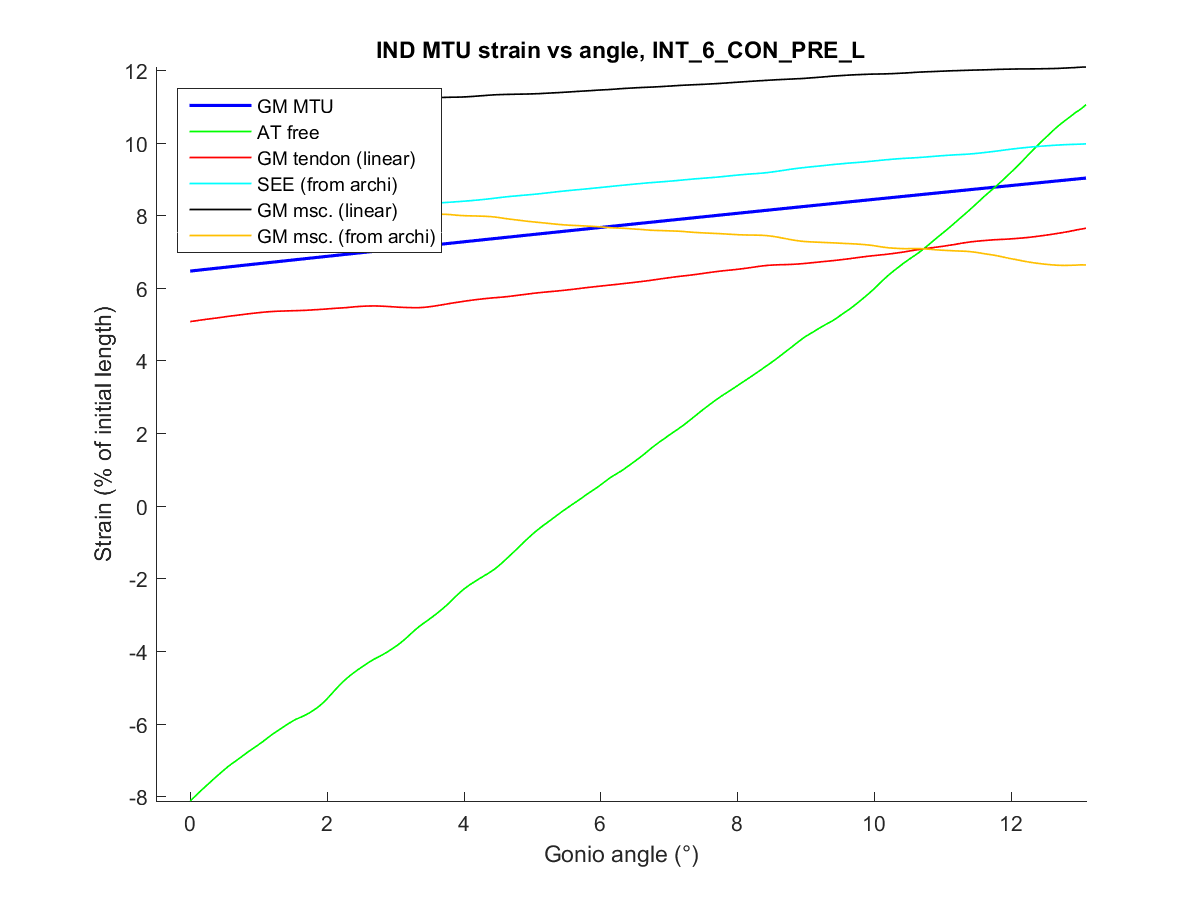 IND MTU strain vs angle, INT_6_CON_PRE_L
12
10
8
6
4
2
0
-2
-4
-6
-8
Strain (% of initial length)
GM MTU
AT free
GM tendon (linear)
SEE (from archi)
GM msc. (linear)
GM msc. (from archi)
0 2 4 6 8 10 12
Gonio angle (°)